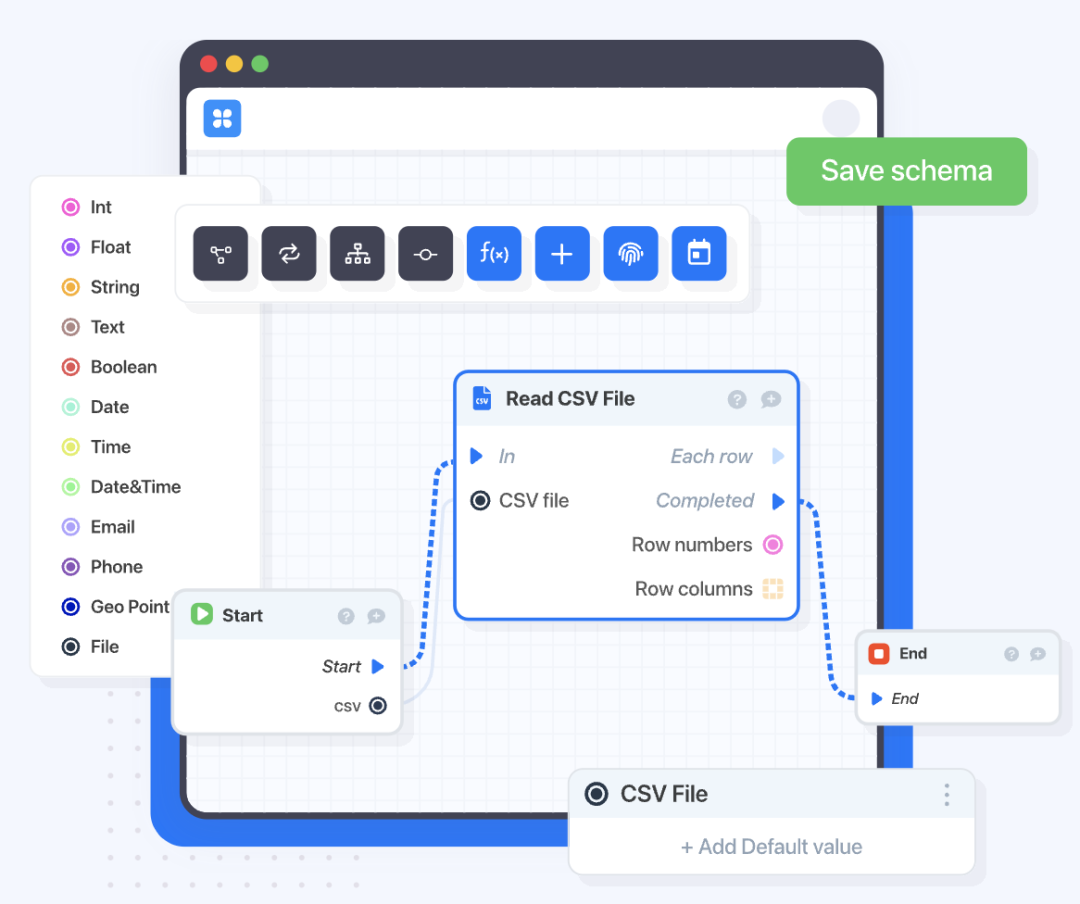 Save schema
Int
Float
String
Text
Boolean
Date
Time
Date&Time
Email
Phone
Geo Point
File
f(x)
CSV
Read CSV File
?
In
Each row
CSV file
Completed
Row numbers
Row columns
Start
?
Start
csv
End
?
End
CSV File
+ Add Default value